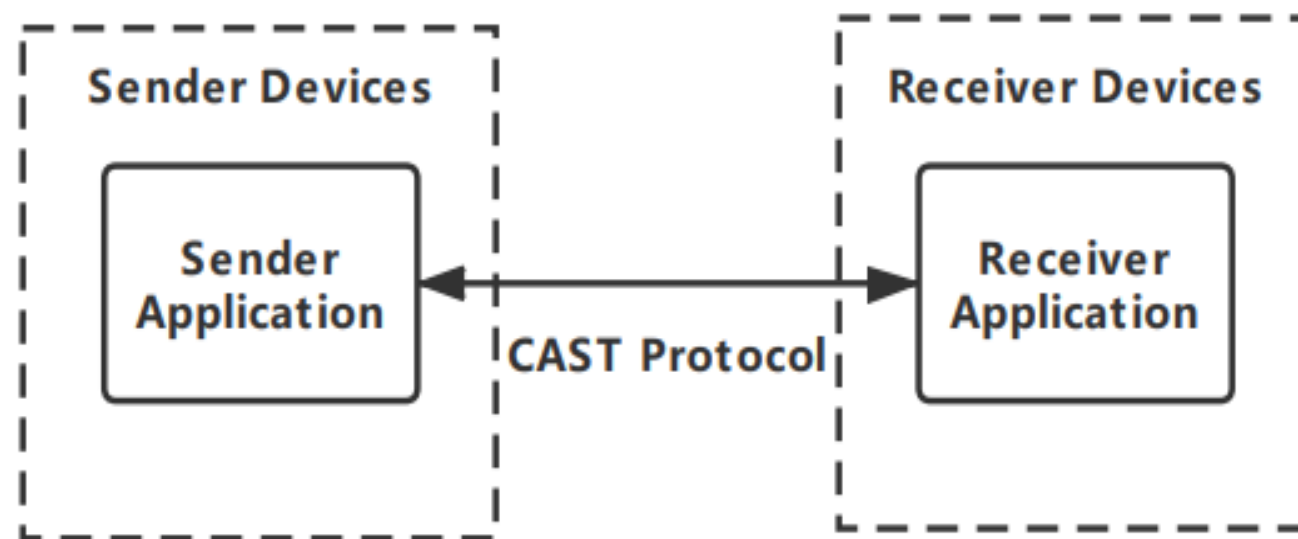 Sender Devices
Receiver Devices
Sender
Application
Receiver
Application
CAST Protocol